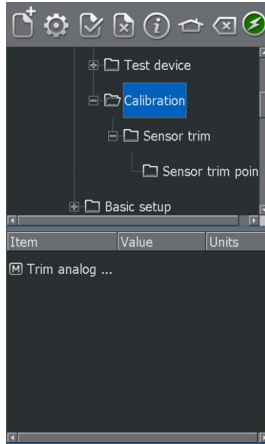 Test device
Calibration
Sensor trim
Sensor trim poin
Basic setup
Item Value Units
M Trim analog ...